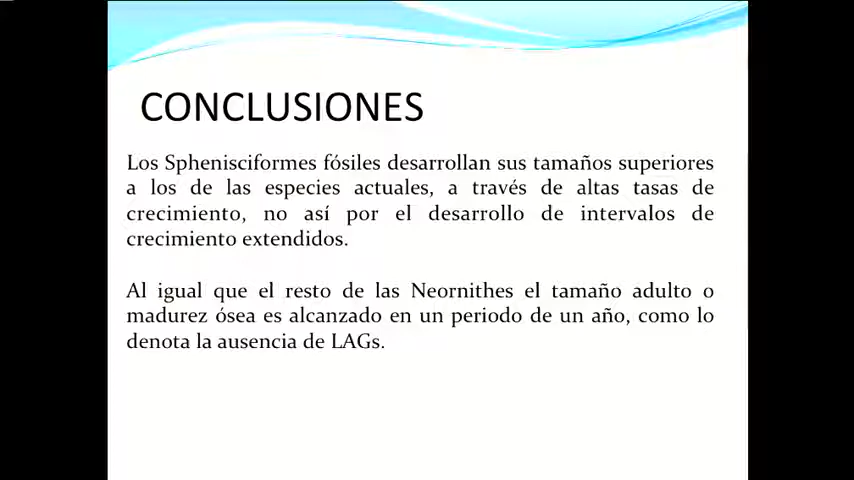 CONCLUSIONES
Los Sphenisciformes fósiles desarrollan sus tamaños superiores
a los de las especies actuales, a través de altas tasas de
crecimiento, no así por el desarrollo de intervalos de
crecimiento extendidos.
Al igual que el resto de las Neornithes el tamaño adulto o
madurez ósea es alcanzado en un periodo de un año, como lo
denota la ausencia de LAGs.